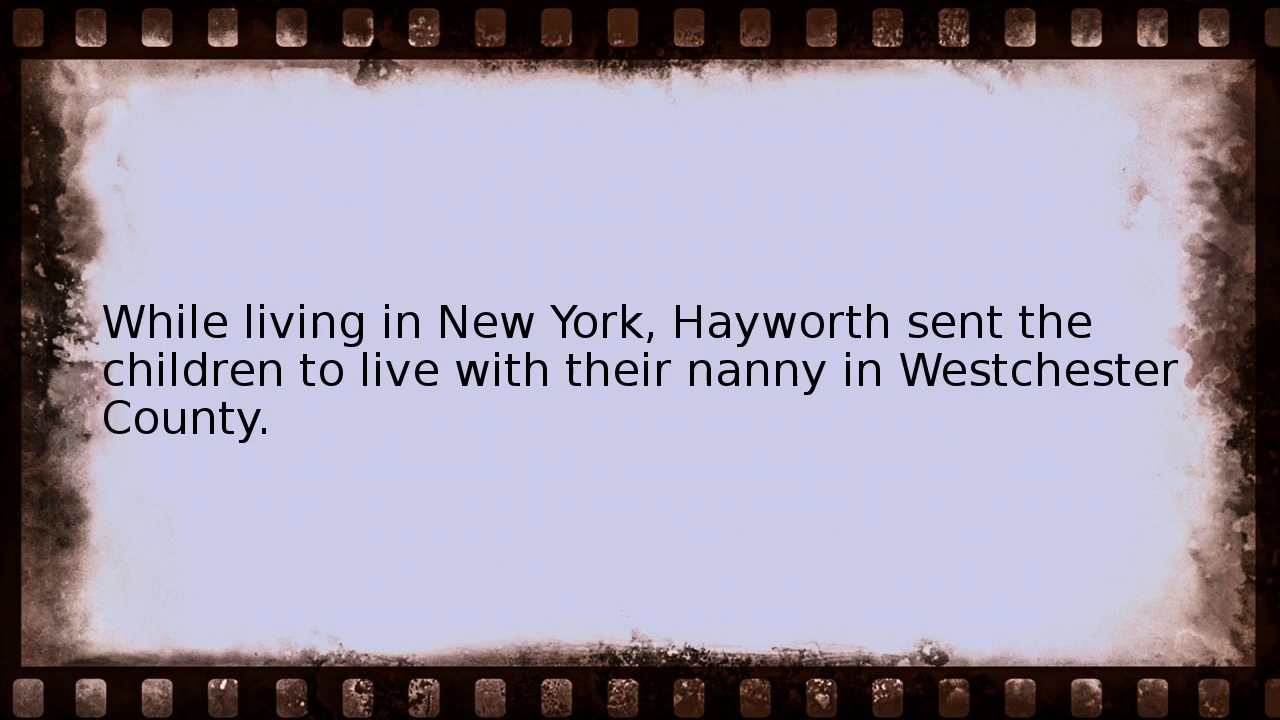 While living in New York, Hayworth sent the
children to live with their nanny in Westchester
County.